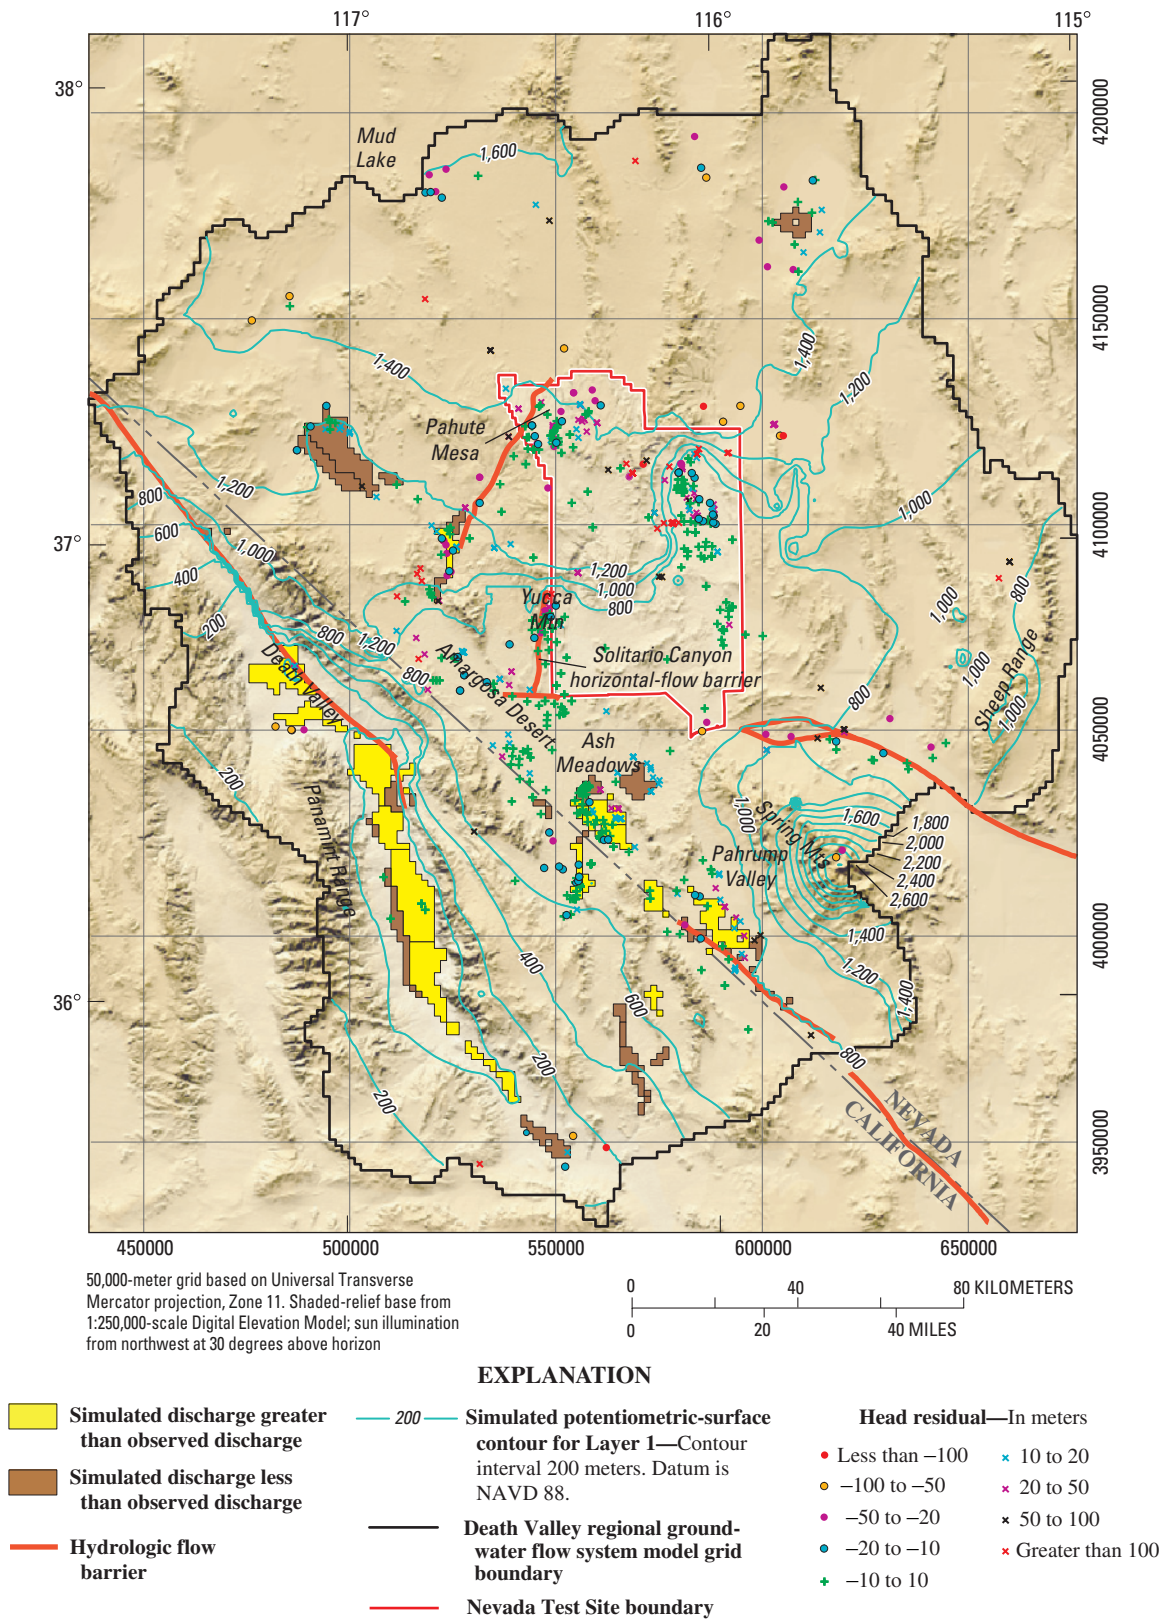 117°
116°
115°
38°
37°
36°
4200000
4150000
4100000
4050000
4000000
3950000
Mud
Lake
1,600
1,400
1,400
1,200
Pahute
Mesa
1,200
800
600
400
200
1,000
1,000
1,200
1,000
800
Yucca
Mtn
800
1,200
800
Death Valley
Amargosa Desert
Solitario Canyon
horizontal-flow barrier
1,000
1,000
800
1,000
Sheep Range
800
200
Ash
Meadows
Panamint Range
1,000
Spring Mts
1,600
1,800
2,000
2,200
2,400
2,600
Pahrump
Valley
1,400
1,200
1,400
400
600
200
200
800
NEVADA
CALIFORNIA
450000
500000
550000
600000
650000
50,000-meter grid based on Universal Transverse
Mercator projection, Zone 11. Shaded-relief base from
1:250,000-scale Digital Elevation Model; sun illumination
from northwest at 30 degrees above horizon
0 40 80 KILOMETERS
0 20 40 MILES
EXPLANATION
Simulated discharge greater
than observed discharge
Simulated discharge less
than observed discharge
Hydrologic flow
barrier
200
Simulated potentiometric-surface
contour for Layer 1—Contour
interval 200 meters. Datum is
NAVD 88.
Death Valley regional ground-
water flow system model grid
boundary
Nevada Test Site boundary
Head residual—In meters
Less than –100
–100 to –50
–50 to –20
–20 to –10
–10 to 10
10 to 20
20 to 50
50 to 100
Greater than 100